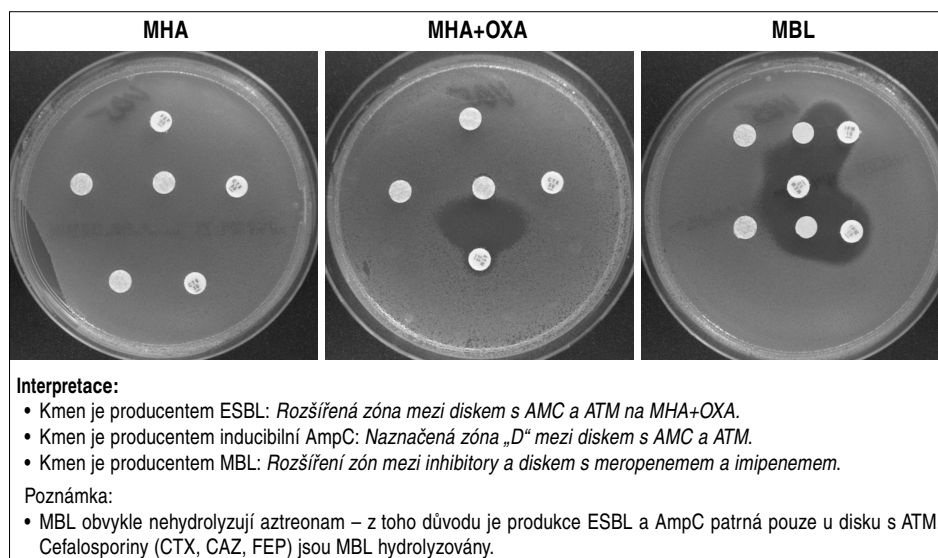 MHA
MHA+OXA
MBL
Interpretace:
• Kmen je producentem ESBL: Rozšířená zóna mezi diskem s AMC a ATM na MHA+OXA.
• Kmen je producentem inducibilní AmpC: Naznačená zóna „D“ mezi diskem s AMC a ATM.
• Kmen je producentem MBL: Rozšíření zón mezi inhibitory a diskem s meropenemem a imipenemem.
Poznámka:
• MBL obvykle nehydrolyzují aztreonam – z toho důvodu je produkce ESBL a AmpC patrná pouze u disku s ATM
Cefalosporiny (CTX, CAZ, FEP) jsou MBL hydrolyzovány.